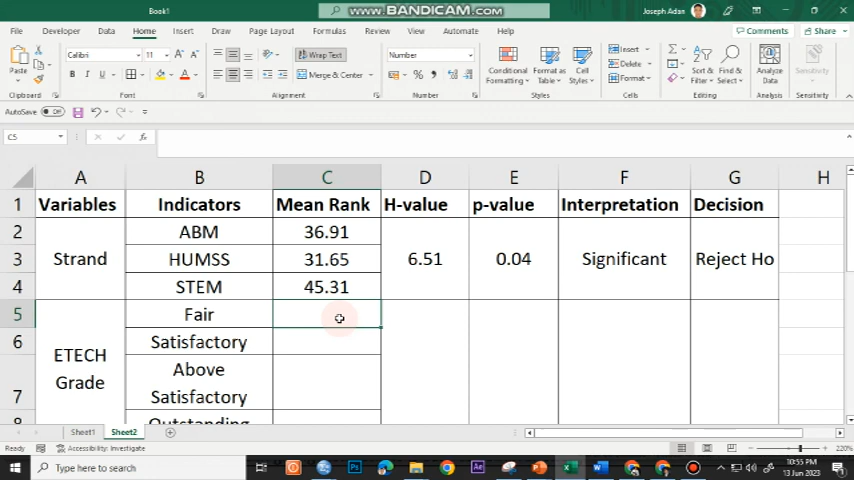 Book1
www.BANDICAM.com
Joseph Adan
File Developer Data Home Insert Draw Page Layout Formulas Review View Automate Help
Comments Share
Paste
Calibri 11
Wrap Text
Number
B I U
Merge & Center
% 9
Conditional Formatting
Format as Table
Cell Styles
Insert
Delete
Format
Sort & Filter
Find & Select
Analyze Data
Sensitivity
Clipboard Font Alignment Number Styles Cells Editing Analysis Sensitivity
AutoSave Off
C5 fx
A B C D E F G H
1 Variables Indicators Mean Rank H-value p-value Interpretation Decision
2 ABM 36.91
3 Strand HUMSS 31.65 6.51 0.04 Significant Reject Ho
4 STEM 45.31
5 Fair
6 Satisfactory
ETECH Grade
7 Above Satisfactory
8 Outstanding
Sheet1 Sheet2
Ready Accessibility: Investigate 220%
Type here to search
10:55 PM
13 Jun 2023